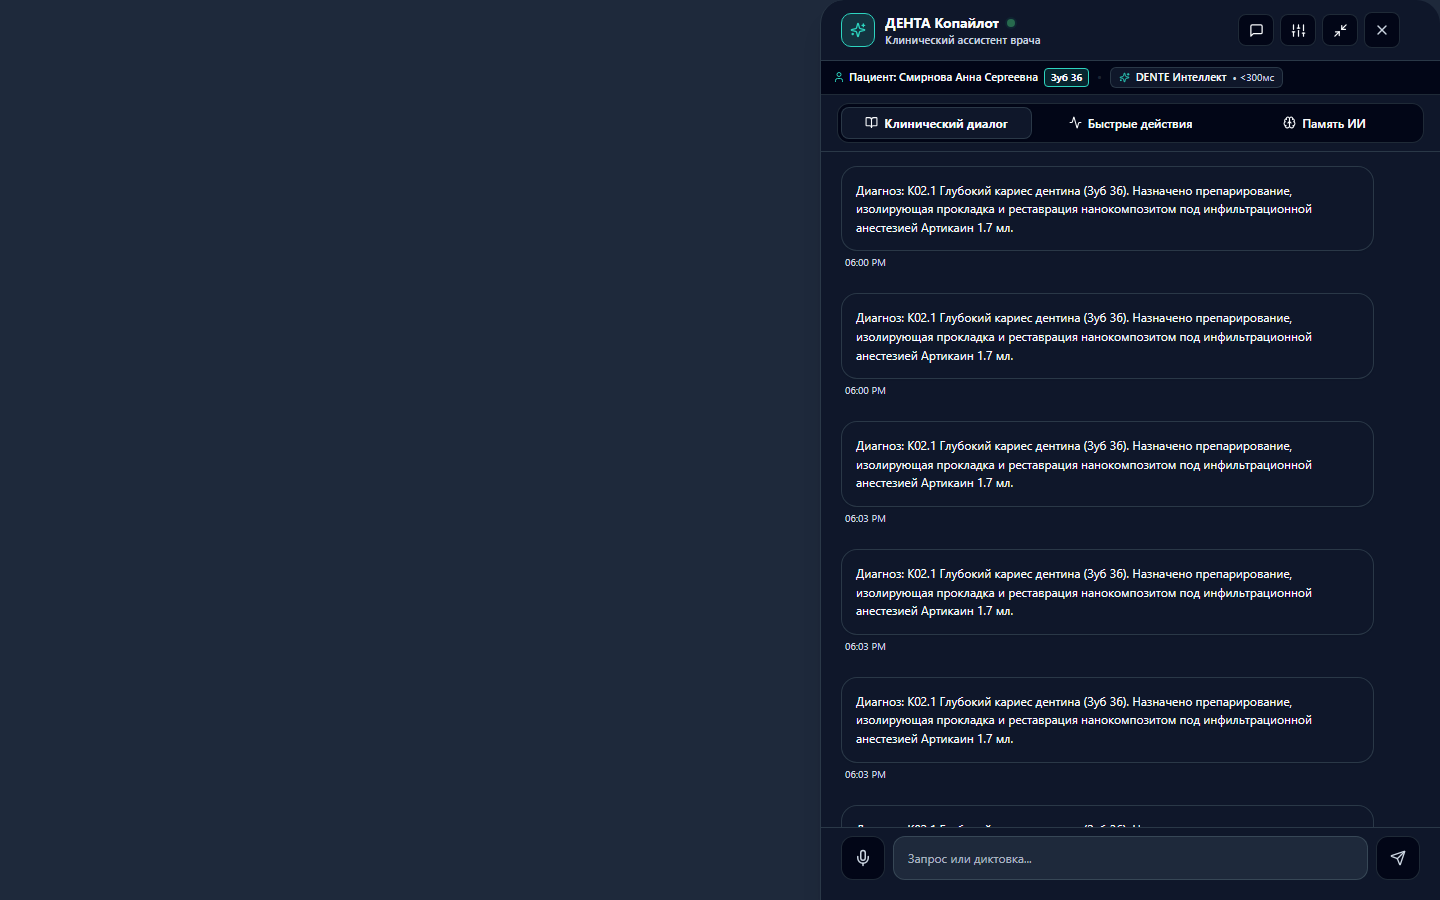 ДЕНТА Копайлот
Клинический ассистент врача
Пациент: Смирнова Анна Сергеевна Зуб 36 DENTE Интеллект • <300мс
Клинический диалог Быстрые действия Память ИИ
Диагноз: K02.1 Глубокий кариес дентина (Зуб 36). Назначено препарирование,
изолирующая прокладка и реставрация нанокомпозитом под инфильтрационной
анестезией Артикаин 1.7 мл.
06:00 PM
Диагноз: K02.1 Глубокий кариес дентина (Зуб 36). Назначено препарирование,
изолирующая прокладка и реставрация нанокомпозитом под инфильтрационной
анестезией Артикаин 1.7 мл.
06:00 PM
Диагноз: K02.1 Глубокий кариес дентина (Зуб 36). Назначено препарирование,
изолирующая прокладка и реставрация нанокомпозитом под инфильтрационной
анестезией Артикаин 1.7 мл.
06:03 PM
Диагноз: K02.1 Глубокий кариес дентина (Зуб 36). Назначено препарирование,
изолирующая прокладка и реставрация нанокомпозитом под инфильтрационной
анестезией Артикаин 1.7 мл.
06:03 PM
Диагноз: K02.1 Глубокий кариес дентина (Зуб 36). Назначено препарирование,
изолирующая прокладка и реставрация нанокомпозитом под инфильтрационной
анестезией Артикаин 1.7 мл.
06:03 PM
Запрос или диктовка...